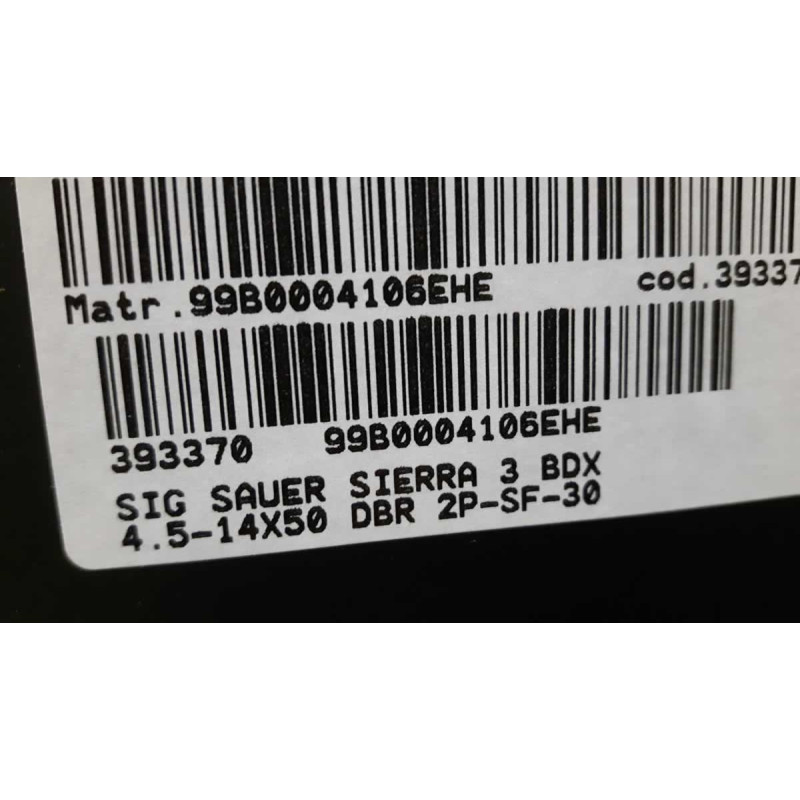 Matr.99B0004106EHE cod.39337
393370 99B0004106EHE
SIG SAUER SIERRA 3 BDX
4.5-14X50 DBR 2P-SF-30